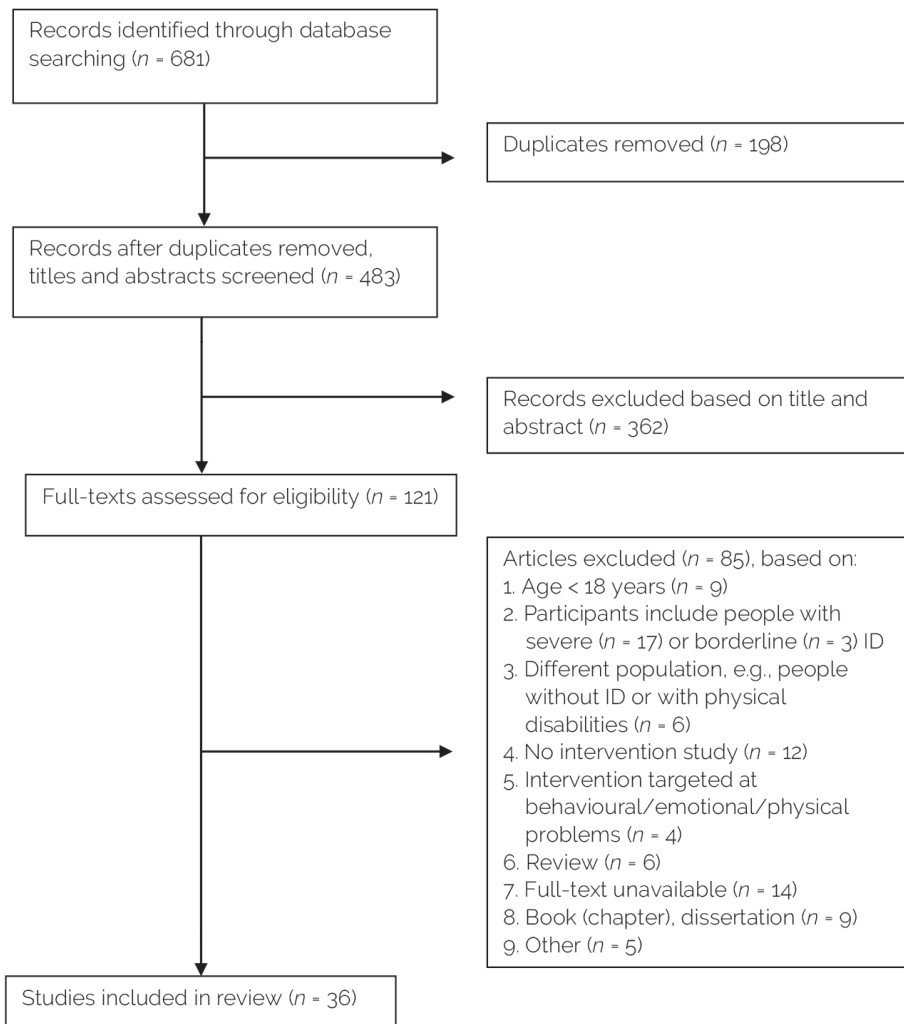 Records identified through database
searching (n = 681)
Duplicates removed (n = 198)
Records after duplicates removed,
titles and abstracts screened (n = 483)
Records excluded based on title and
abstract (n = 362)
Full-texts assessed for eligibility (n = 121)
Articles excluded (n = 85), based on:
1. Age < 18 years (n = 9)
2. Participants include people with
severe (n = 17) or borderline (n = 3) ID
3. Different population, e.g., people
without ID or with physical
disabilities (n = 6)
4. No intervention study (n = 12)
5. Intervention targeted at
behavioural/emotional/physical
problems (n = 4)
6. Review (n = 6)
7. Full-text unavailable (n = 14)
8. Book (chapter), dissertation (n = 9)
9. Other (n = 5)
Studies included in review (n = 36)